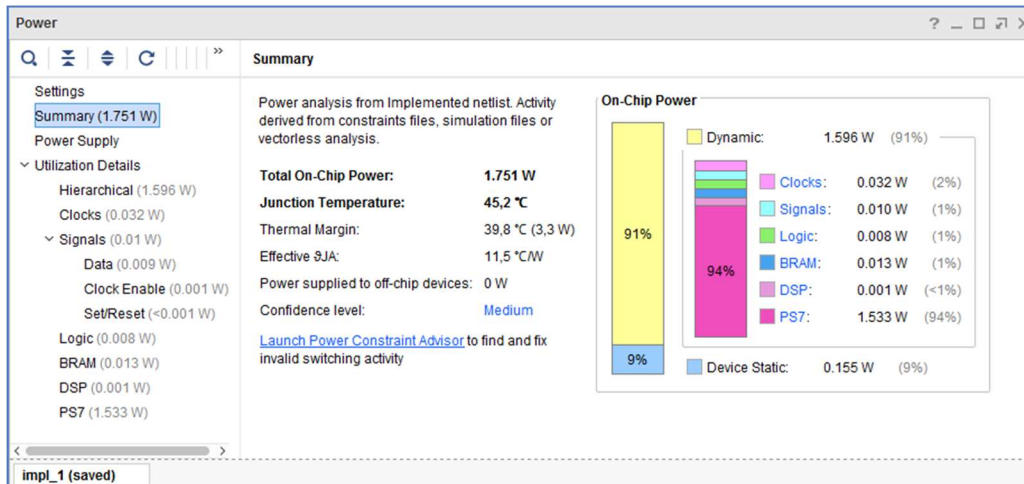 Power
Summary
Settings
Summary (1.751 W)
Power Supply
Utilization Details
Hierarchical (1.596 W)
Clocks (0.032 W)
Signals (0.01 W)
Data (0.009 W)
Clock Enable (0.001 W)
Set/Reset (<0.001 W)
Logic (0.008 W)
BRAM (0.013 W)
DSP (0.001 W)
PS7 (1.533 W)
Power analysis from Implemented netlist. Activity
derived from constraints files, simulation files or
vectorless analysis.
Total On-Chip Power: 1.751 W
Junction Temperature: 45,2 °C
Thermal Margin: 39,8 °C (3,3 W)
Effective ϑJA: 11,5 °C/W
Power supplied to off-chip devices: 0 W
Confidence level: Medium
Launch Power Constraint Advisor to find and fix
invalid switching activity
On-Chip Power
91%
9%
Dynamic: 1.596 W (91%)
94%
Clocks: 0.032 W (2%)
Signals: 0.010 W (1%)
Logic: 0.008 W (1%)
BRAM: 0.013 W (1%)
DSP: 0.001 W (<1%)
PS7: 1.533 W (94%)
Device Static: 0.155 W (9%)
impl_1 (saved)